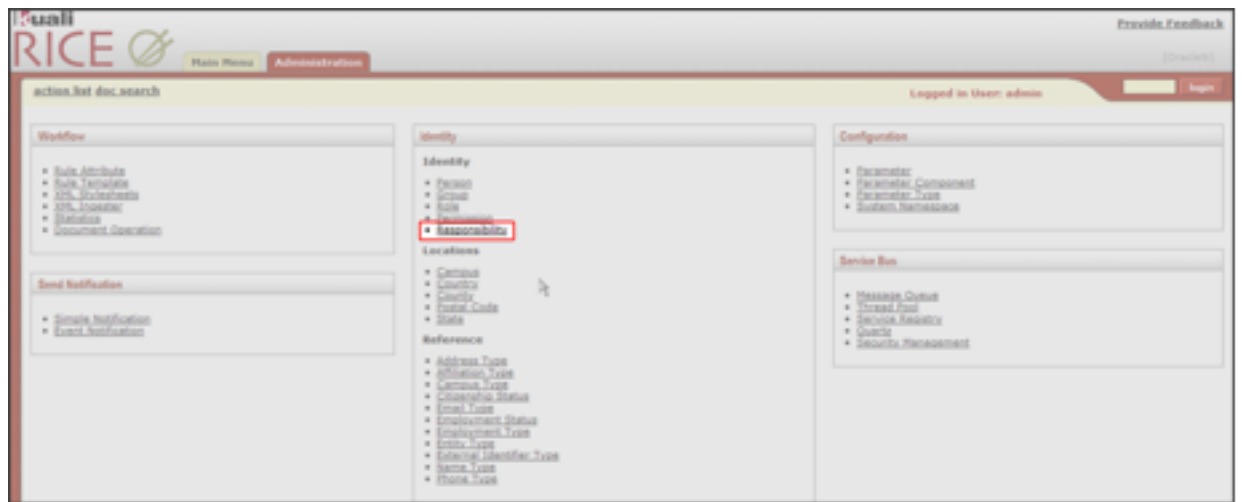 Kuali
RICE
Provide Feedback
Main Menu
Administration
action list doc search
Logged in User: admin
login
Workflow
Rule Attribute
Rule Template
XML Stylesheets
XML Ingester
Statistics
Document Operation
Send Notification
Simple Notification
Event Notification
Identity
Identity
Person
Group
Role
Permission
Responsibility
Locations
Campus
Country
County
Postal Code
State
Reference
Address Type
Affiliation Type
Campus Type
Citizenship Status
Email Type
Employment Status
Employment Type
Entity Type
External Identifier Type
Name Type
Phone Type
Configuration
Parameter
Parameter Component
Parameter Type
System Namespace
Service Bus
Message Queue
Thread Pool
Service Registry
Quartz
Security Management